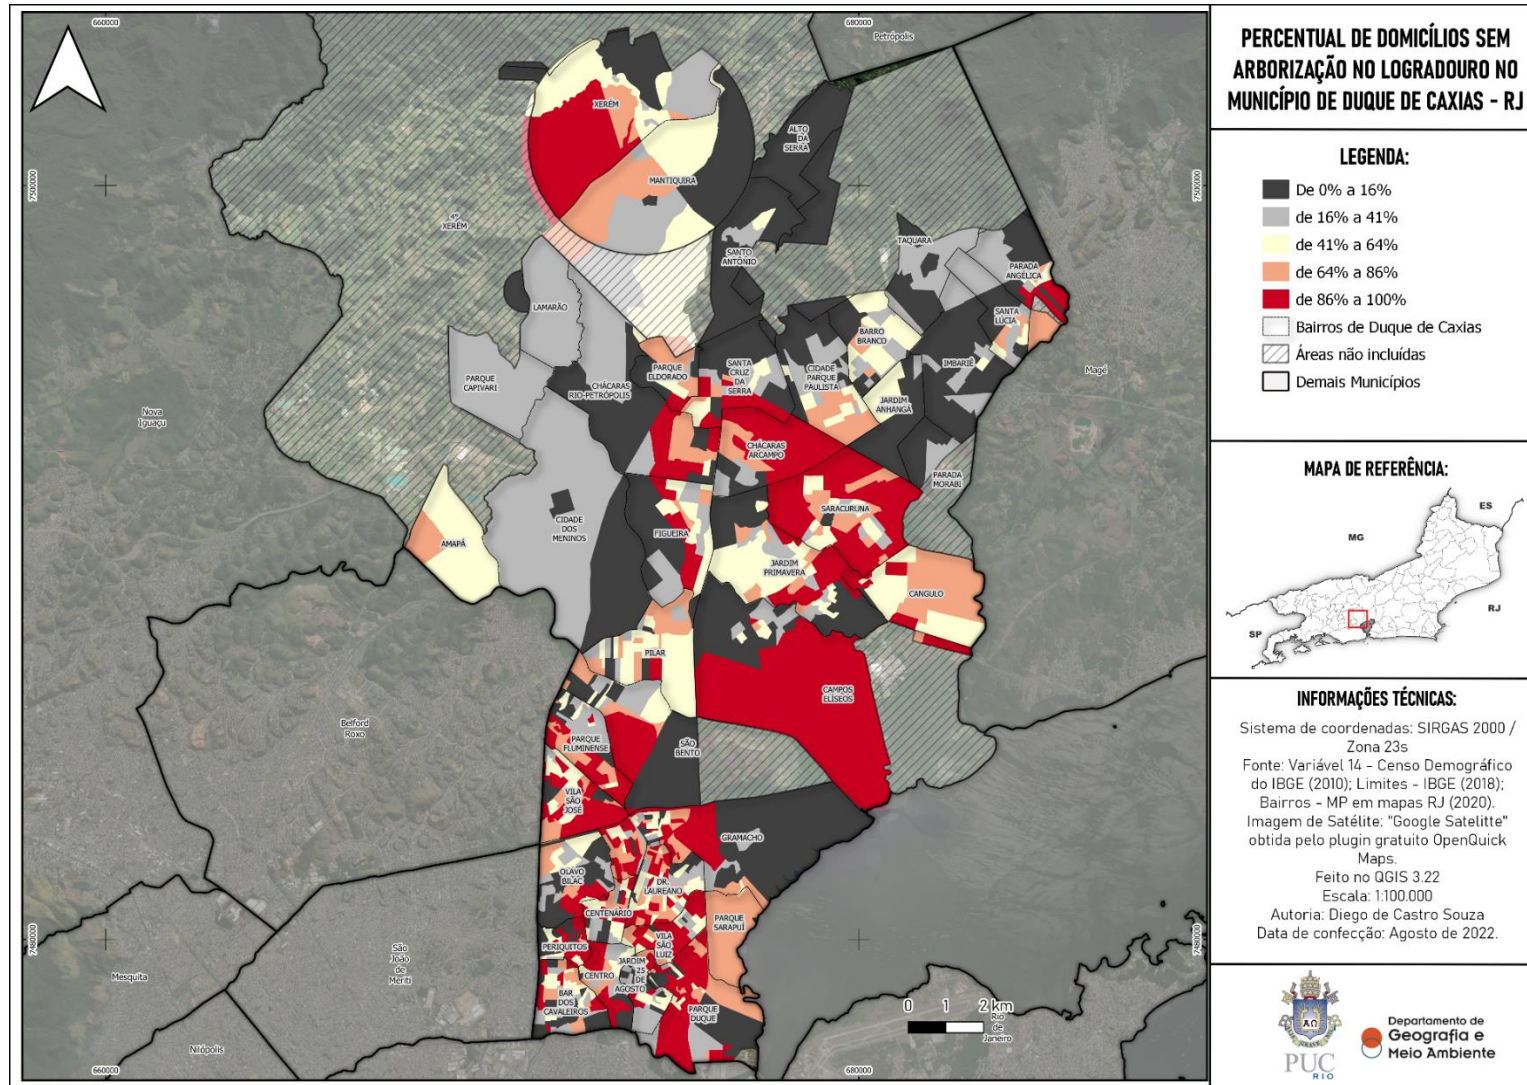 PERCENTUAL DE DOMICÍLIOS SEM
ARBORIZAÇÃO NO LOGRADOURO NO
MUNICÍPIO DE DUQUE DE CAXIAS - RJ
LEGENDA:
De 0% a 16%
de 16% a 41%
de 41% a 64%
de 64% a 86%
de 86% a 100%
Bairros de Duque de Caxias
Áreas não incluídas
Demais Municípios
MAPA DE REFERÊNCIA:
ES
MG
RJ
SP
INFORMAÇÕES TÉCNICAS:
Sistema de coordenadas: SIRGAS 2000 /
Zona 23s
Fonte: Variável 14 - Censo Demográfico
do IBGE (2010); Limites - IBGE (2018);
Bairros - MP em mapas RJ (2020).
Imagem de Satélite: "Google Satelitte"
obtida pelo plugin gratuito OpenQuick
Maps.
Feito no QGIS 3.22
Escala: 1:100.000
Autoria: Diego de Castro Souza
Data de confecção: Agosto de 2022.
PUC
RIO
Departamento de
Geografia e
Meio Ambiente
660000
680000
7500000
7500000
7480000
7480000
660000
680000
Petrópolis
XERÉM
ALTO
DA
SERRA
MANTIQUIRA
4º
XERÉM
SANTO
ANTÔNIO
TAQUARA
PARADA
ANGÉLICA
LAMARÃO
SANTA
LÚCIA
BARRO
BRANCO
IMBARIÊ
PARQUE
CAPIVARI
CHÁCARAS
RIO-PETRÓPOLIS
PARQUE
ELDORADO
SANTA
CRUZ
DA
SERRA
CIDADE
PARQUE
PAULISTA
JARDIM
ANHANGÁ
Magé
Nova
Iguaçu
CHÁCARAS
ARCAMPO
PARADA
MORABI
CIDADE
DOS
MENINOS
SARACURUNA
FIGUEIRA
AMAPÁ
JARDIM
PRIMAVERA
CANGULO
PILAR
CAMPOS
ELÍSEOS
Belford
Roxo
PARQUE
FLUMINENSE
SÃO
BENTO
VILA
SÃO
JOSÉ
GRAMACHO
OLAVO
BILAC
DR.
LAUREANO
CENTENÁRIO
PARQUE
SARAPUÍ
PERIQUITOS
VILA
SÃO
LUIZ
JARDIM
25
DE
AGOSTO
CENTRO
BAR
DOS
CAVALEIROS
PARQUE
DUQUE
São
João
de
Meriti
Mesquita
Nilópolis
0 1 2 km
Rio
de
Janeiro